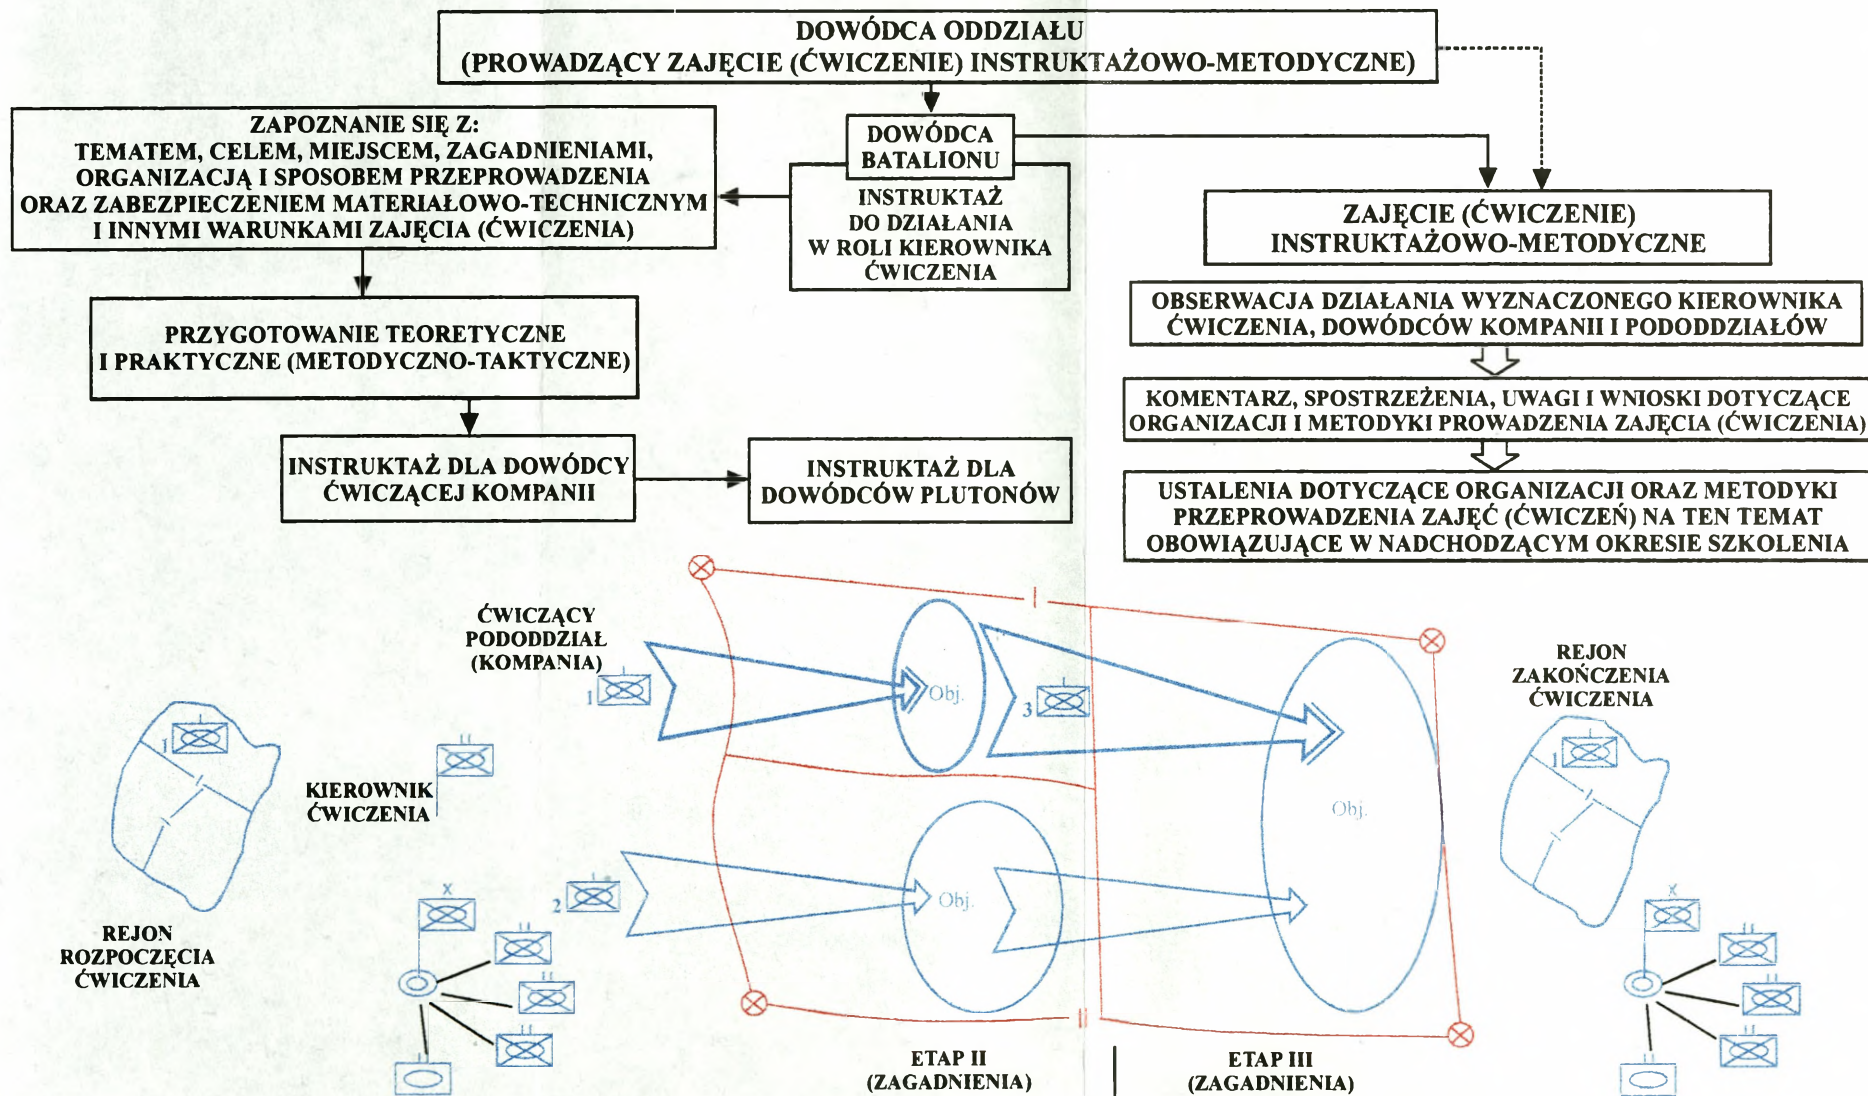 DOWÓDCA ODDZIAŁU
(PROWADZĄCY ZAJĘCIE (ĆWICZENIE) INSTRUKTAŻOWO-METODYCZNE)
ZAPOZNANIE SIĘ Z:
TEMATEM, CELEM, MIEJSCEM, ZAGADNIENIAMI,
ORGANIZACJĄ I SPOSOBEM PRZEPROWADZENIA
ORAZ ZABEZPIECZENIEM MATERIAŁOWO-TECHNICZNYM
I INNYMI WARUNKAMI ZAJĘCIA (ĆWICZENIA)
DOWÓDCA
BATALIONU
INSTRUKTAŻ
DO DZIAŁANIA
W ROLI KIEROWNIKA
ĆWICZENIA
ZAJĘCIE (ĆWICZENIE)
INSTRUKTAŻOWO-METODYCZNE
PRZYGOTOWANIE TEORETYCZNE
I PRAKTYCZNE (METODYCZNO-TAKTYCZNE)
OBSERWACJA DZIAŁANIA WYZNACZONEGO KIEROWNIKA
ĆWICZENIA, DOWÓDCÓW KOMPANII I PODODDZIAŁÓW
KOMENTARZ, SPOSTRZEŻENIA, UWAGI I WNIOSKI DOTYCZĄCE
ORGANIZACJI I METODYKI PROWADZENIA ZAJĘCIA (ĆWICZENIA)
INSTRUKTAŻ DLA DOWÓDCY
ĆWICZĄCEJ KOMPANII
INSTRUKTAŻ DLA
DOWÓDCÓW PLUTONÓW
USTALENIA DOTYCZĄCE ORGANIZACJI ORAZ METODYKI
PRZEPROWADZENIA ZAJĘĆ (ĆWICZEŃ) NA TEN TEMAT
OBOWIĄZUJĄCE W NADCHODZĄCYM OKRESIE SZKOLENIA
ĆWICZĄCY
PODODDZIAŁ
(KOMPANIA)
1
Obj.
3
REJON
ZAKOŃCZENIA
ĆWICZENIA
1
1
KIEROWNIK
ĆWICZENIA
Obj.
2
Obj.
X
X
REJON
ROZPOCZĘCIA
ĆWICZENIA
ETAP II
(ZAGADNIENIA)
ETAP III
(ZAGADNIENIA)